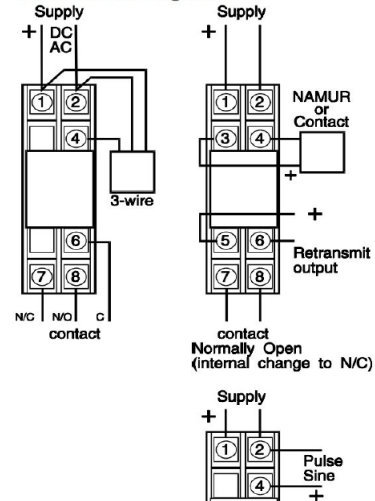 Supply
+ DC
AC
1 2
4
3-wire
6
7 8
N/C N/O C
contact
Supply
+
1 2
3 4
NAMUR
or
Contact
+
+
5 6
Retransmit
output
7 8
contact
Normally Open
(internal change to N/C)
Supply
+
1 2
Pulse
Sine
4
+